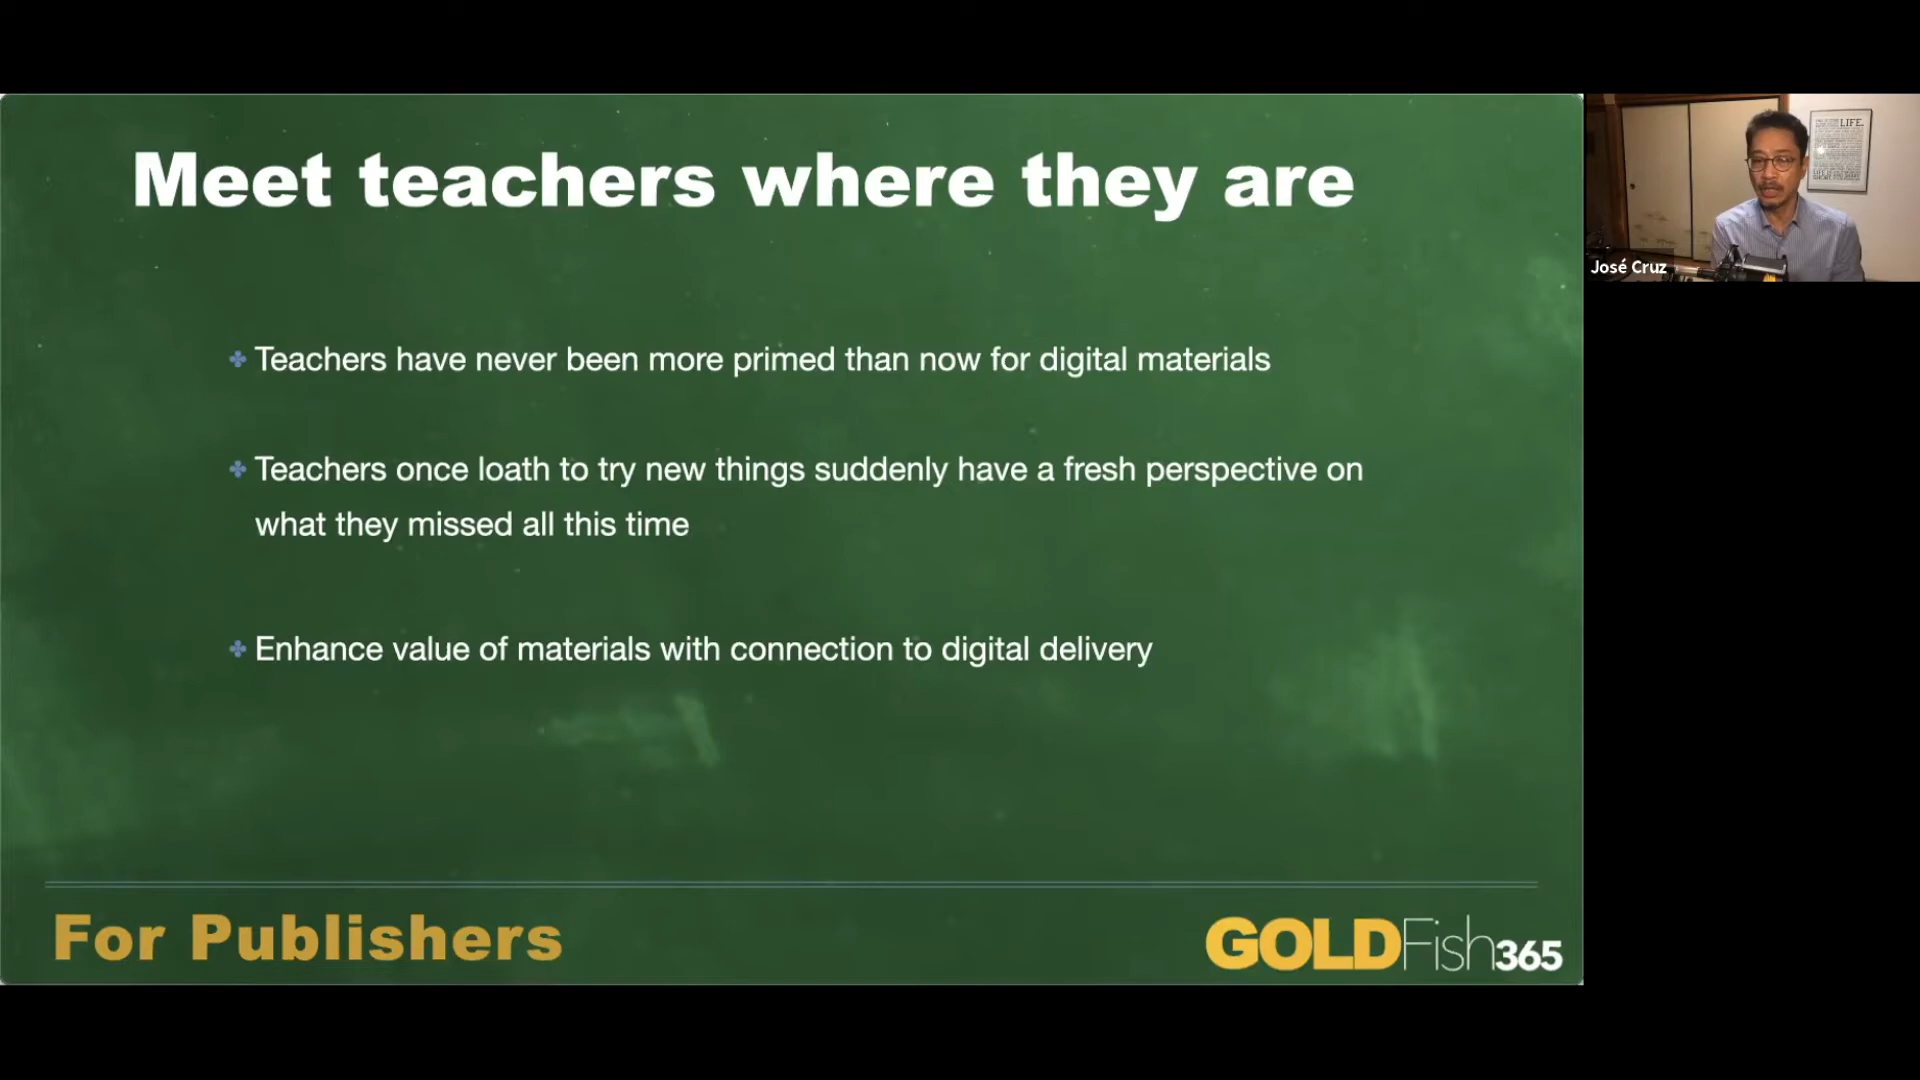 Meet teachers where they are
Teachers have never been more primed than now for digital materials
Teachers once loath to try new things suddenly have a fresh perspective on
what they missed all this time
Enhance value of materials with connection to digital delivery
For Publishers
GOLDFish365
LIFE.
José Cruz